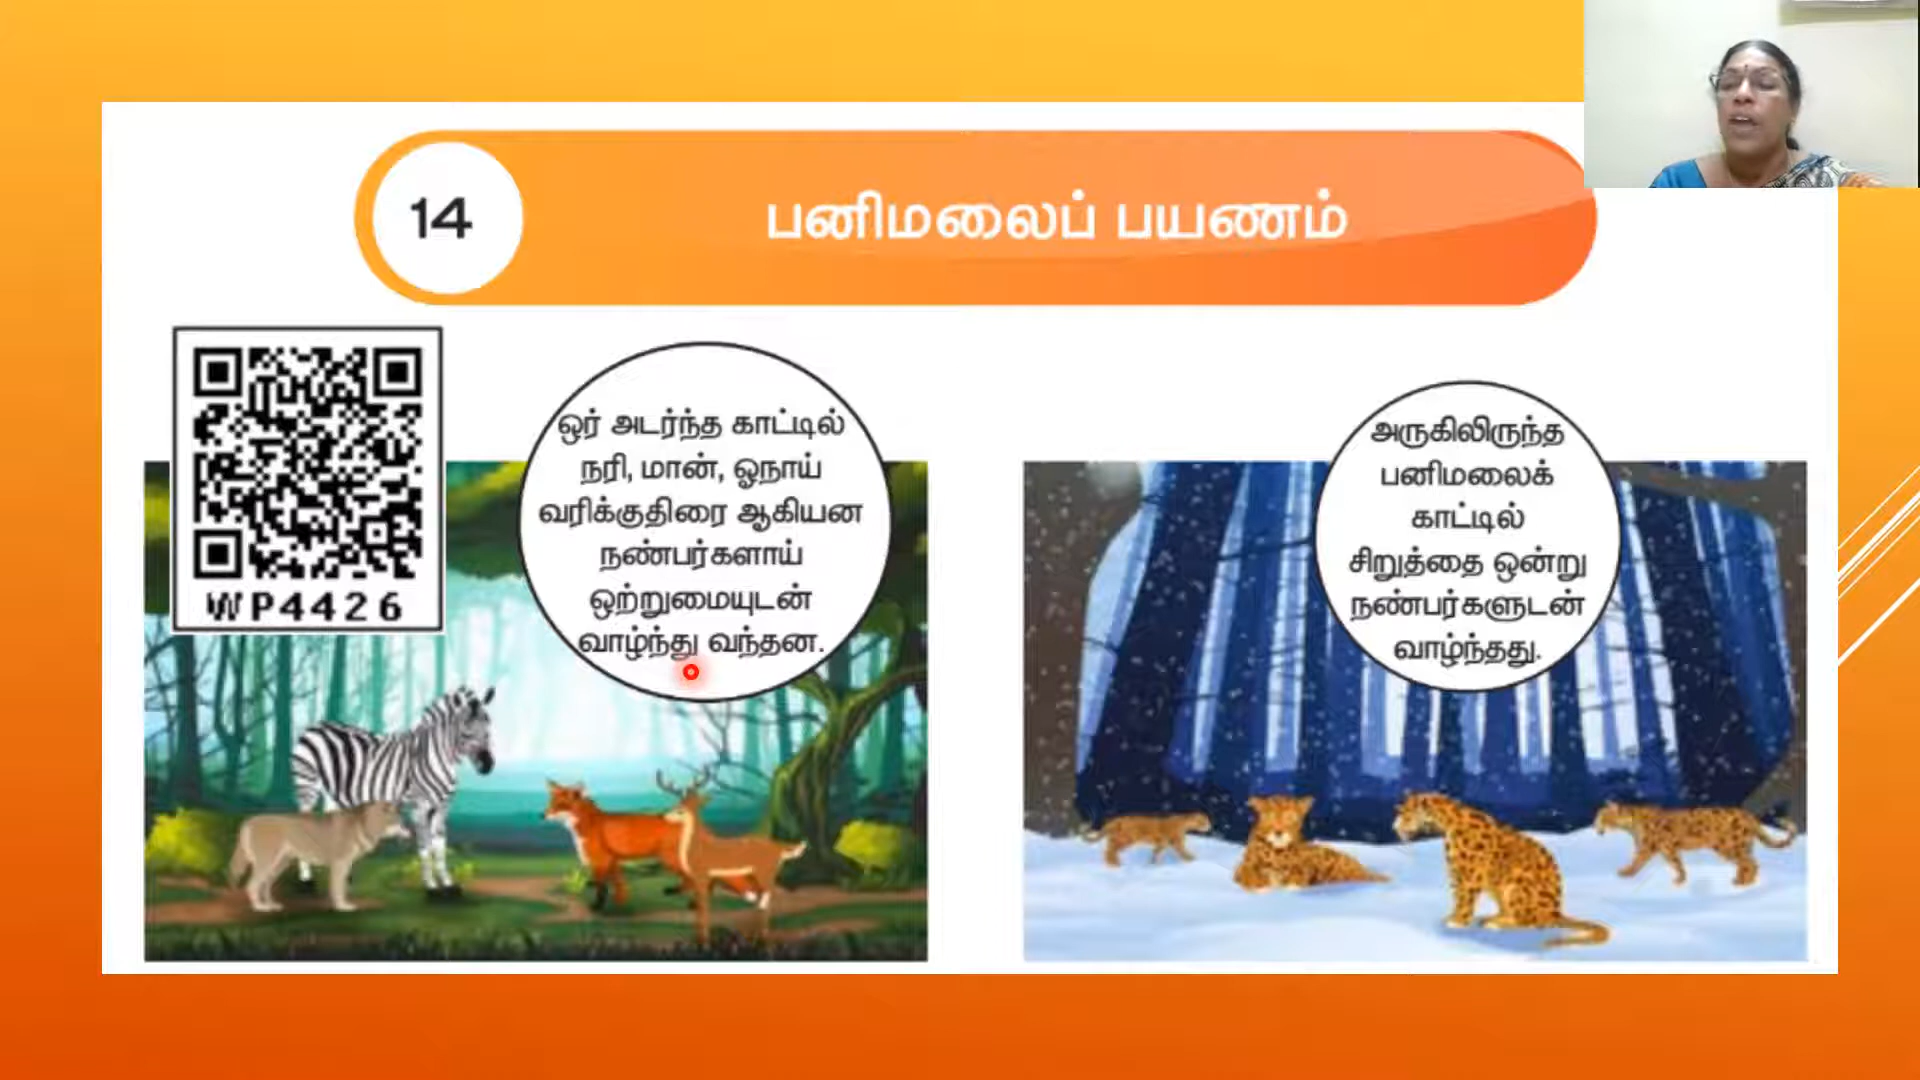 14
பனிமலைப் பயணம்
WP4426
ஒர் அடர்ந்த காட்டில்
நரி, மான், ஓநாய்
வரிக்குதிரை ஆகியன
நண்பர்களாய்
ஒற்றுமையுடன்
வாழ்ந்து வந்தன.
அருகிலிருந்த
பனிமலைக்
காட்டில்
சிறுத்தை ஒன்று
நண்பர்களுடன்
வாழ்ந்தது.